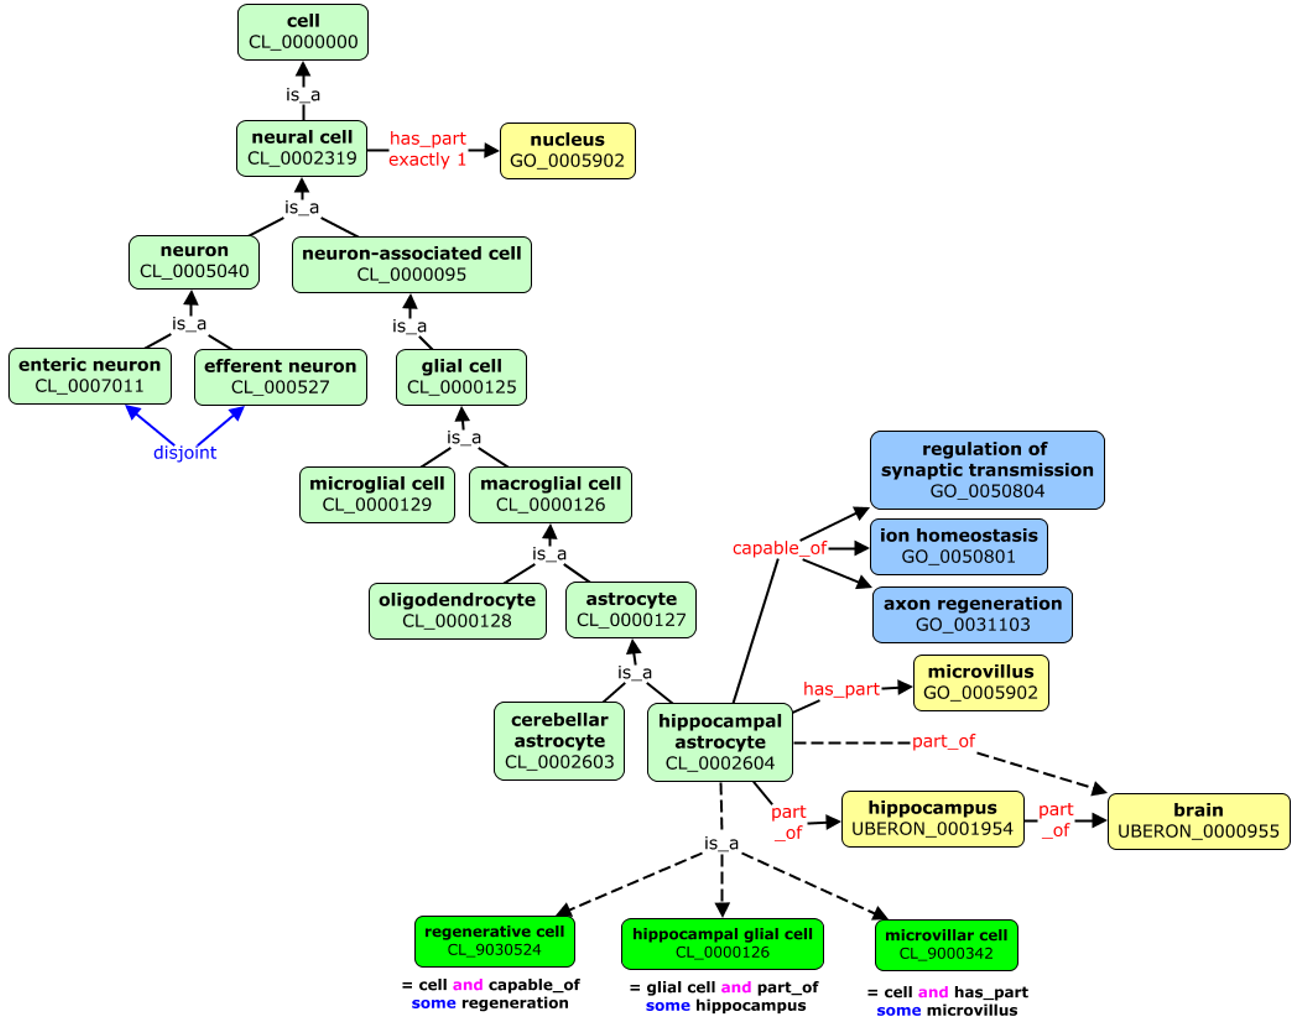 cell
CL_0000000
is_a
neural cell
CL_0002319
has_part
exactly 1
nucleus
GO_0005902
is_a
neuron
CL_0005040
neuron-associated cell
CL_0000095
is_a
is_a
enteric neuron
CL_0007011
efferent neuron
CL_000527
glial cell
CL_0000125
disjoint
is_a
microglial cell
CL_0000129
macroglial cell
CL_0000126
regulation of
synaptic transmission
GO_0050804
capable_of
ion homeostasis
GO_0050801
is_a
oligodendrocyte
CL_0000128
astrocyte
CL_0000127
axon regeneration
GO_0031103
is_a
has_part
microvillus
GO_0005902
cerebellar
astrocyte
CL_0002603
hippocampal
astrocyte
CL_0002604
part_of
part
_of
hippocampus
UBERON_0001954
part
_of
brain
UBERON_0000955
is_a
regenerative cell
CL_9030524
hippocampal glial cell
CL_0000126
microvillar cell
CL_9000342
= cell and capable_of
some regeneration
= glial cell and part_of
some hippocampus
= cell and has_part
some microvillus